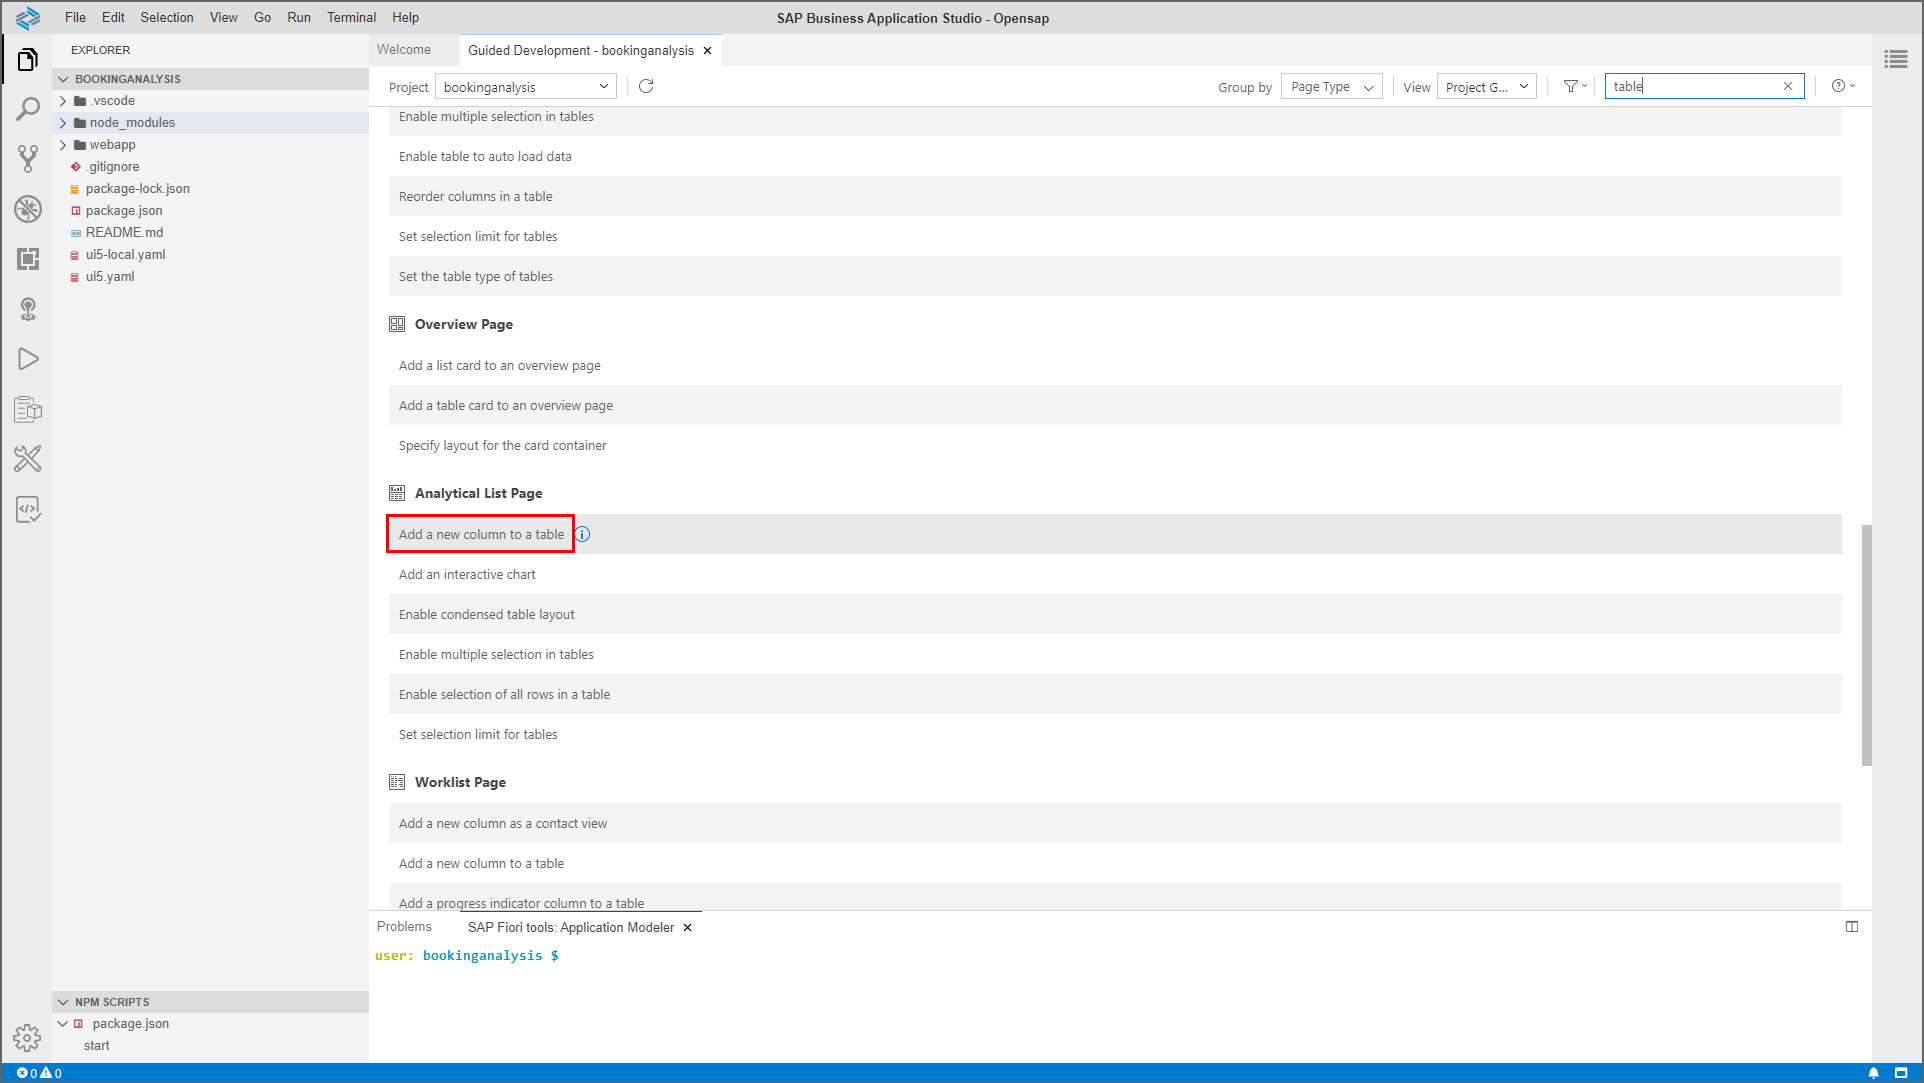 File Edit Selection View Go Run Terminal Help
SAP Business Application Studio - Opensap
EXPLORER
BOOKINGANALYSIS
.vscode
node_modules
webapp
.gitignore
package-lock.json
package.json
README.md
ui5-local.yaml
ui5.yaml
NPM SCRIPTS
package.json
start
Welcome
Guided Development - bookinganalysis
Project bookinganalysis
Group by Page Type
View Project G...
table
Enable multiple selection in tables
Enable table to auto load data
Reorder columns in a table
Set selection limit for tables
Set the table type of tables
Overview Page
Add a list card to an overview page
Add a table card to an overview page
Specify layout for the card container
Analytical List Page
Add a new column to a table
Add an interactive chart
Enable condensed table layout
Enable multiple selection in tables
Enable selection of all rows in a table
Set selection limit for tables
Worklist Page
Add a new column as a contact view
Add a new column to a table
Add a progress indicator column to a table
Problems
SAP Fiori tools: Application Modeler
user: bookinganalysis $
0 0